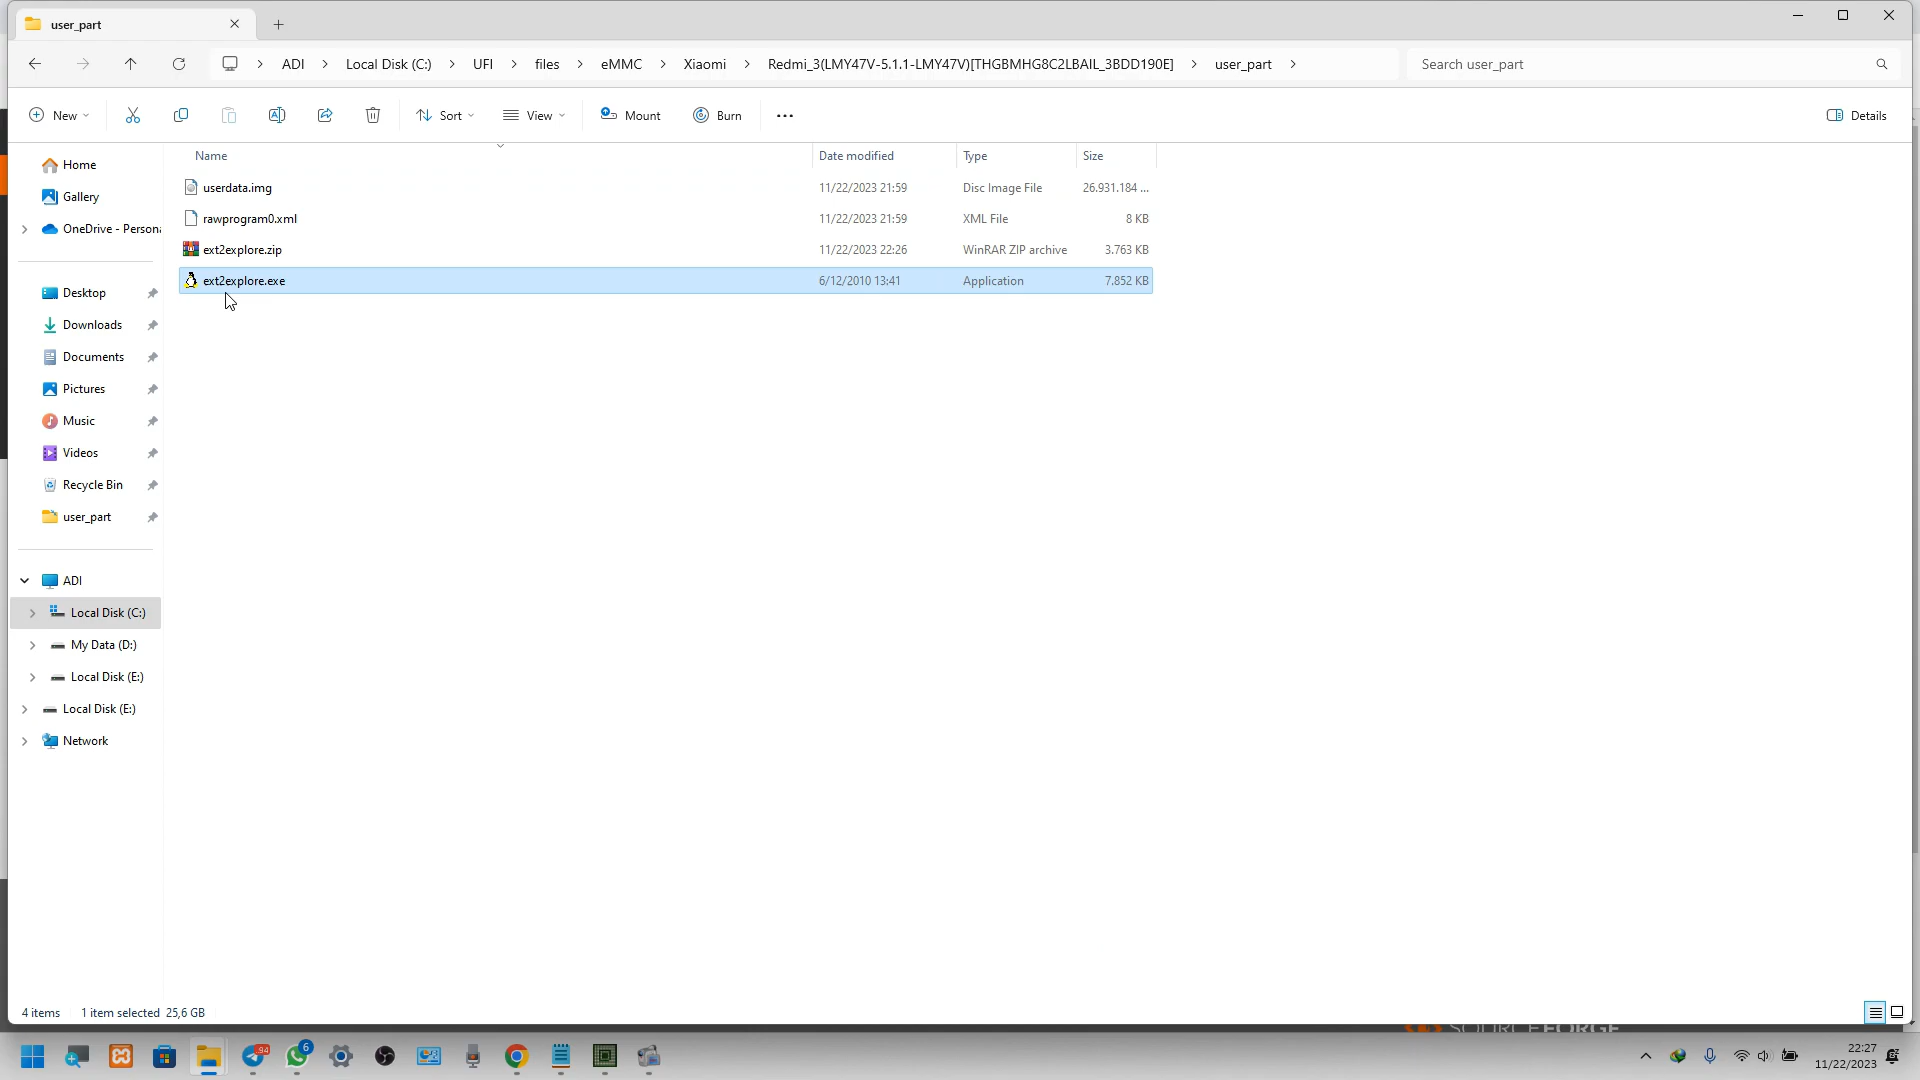 user_part
ADI
Local Disk (C:)
UFI
files
eMMC
Xiaomi
Redmi_3(LMY47V-5.1.1-LMY47V)[THGBMHG8C2LBAIL_3BDD190E]
user_part
Search user_part
New
Sort
View
Mount
Burn
Details
Name
Date modified
Type
Size
userdata.img
11/22/2023 21:59
Disc Image File
26.931.184 ...
rawprogram0.xml
11/22/2023 21:59
XML File
8 KB
ext2explore.zip
11/22/2023 22:26
WinRAR ZIP archive
3.763 KB
ext2explore.exe
6/12/2010 13:41
Application
7.852 KB
Home
Gallery
OneDrive - Persona
Desktop
Downloads
Documents
Pictures
Music
Videos
Recycle Bin
user_part
ADI
Local Disk (C:)
My Data (D:)
Local Disk (E:)
Local Disk (E:)
Network
4 items
1 item selected 25,6 GB
SOURCEFORGE
94
6
22:27
11/22/2023